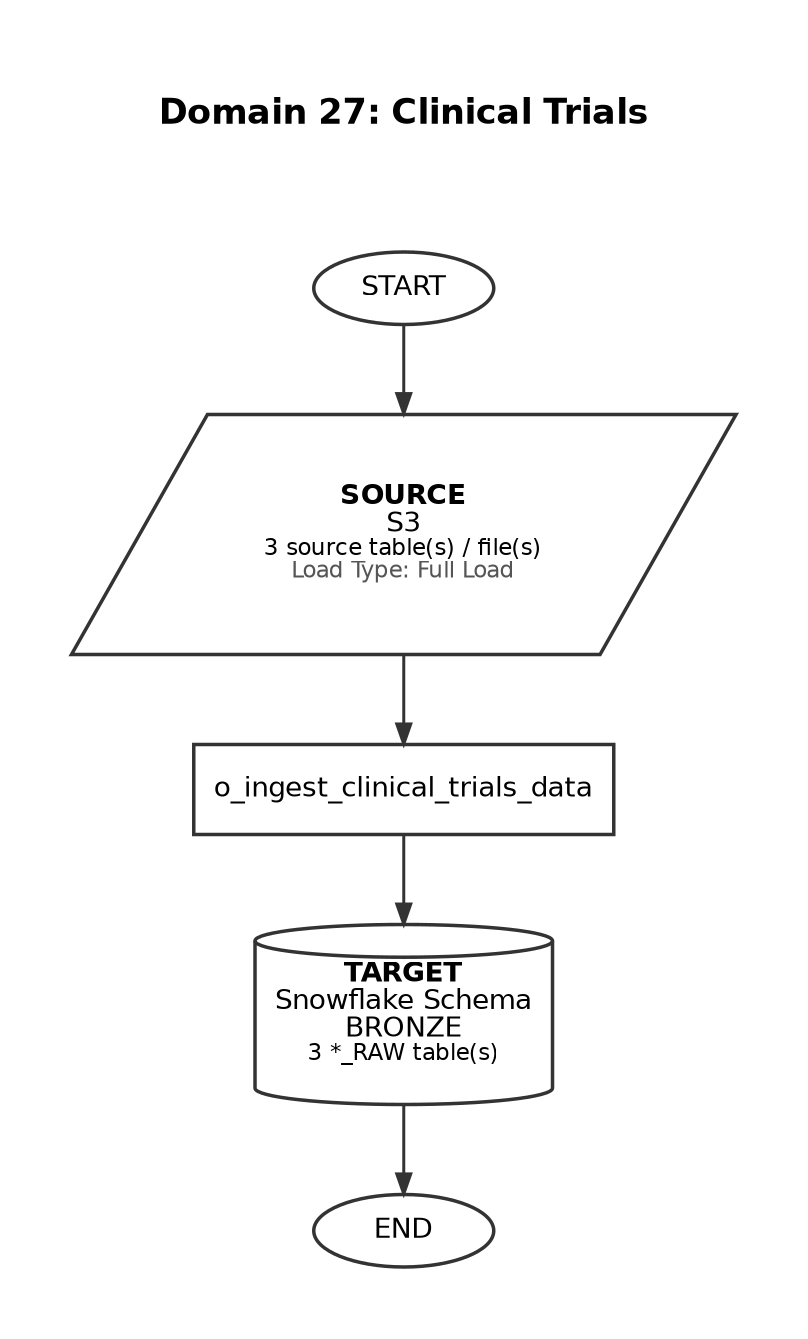 Domain 27: Clinical Trials
START
SOURCE
S3
3 source table(s) / file(s)
Load Type: Full Load
o_ingest_clinical_trials_data
TARGET
Snowflake Schema
BRONZE
3 *_RAW table(s)
END